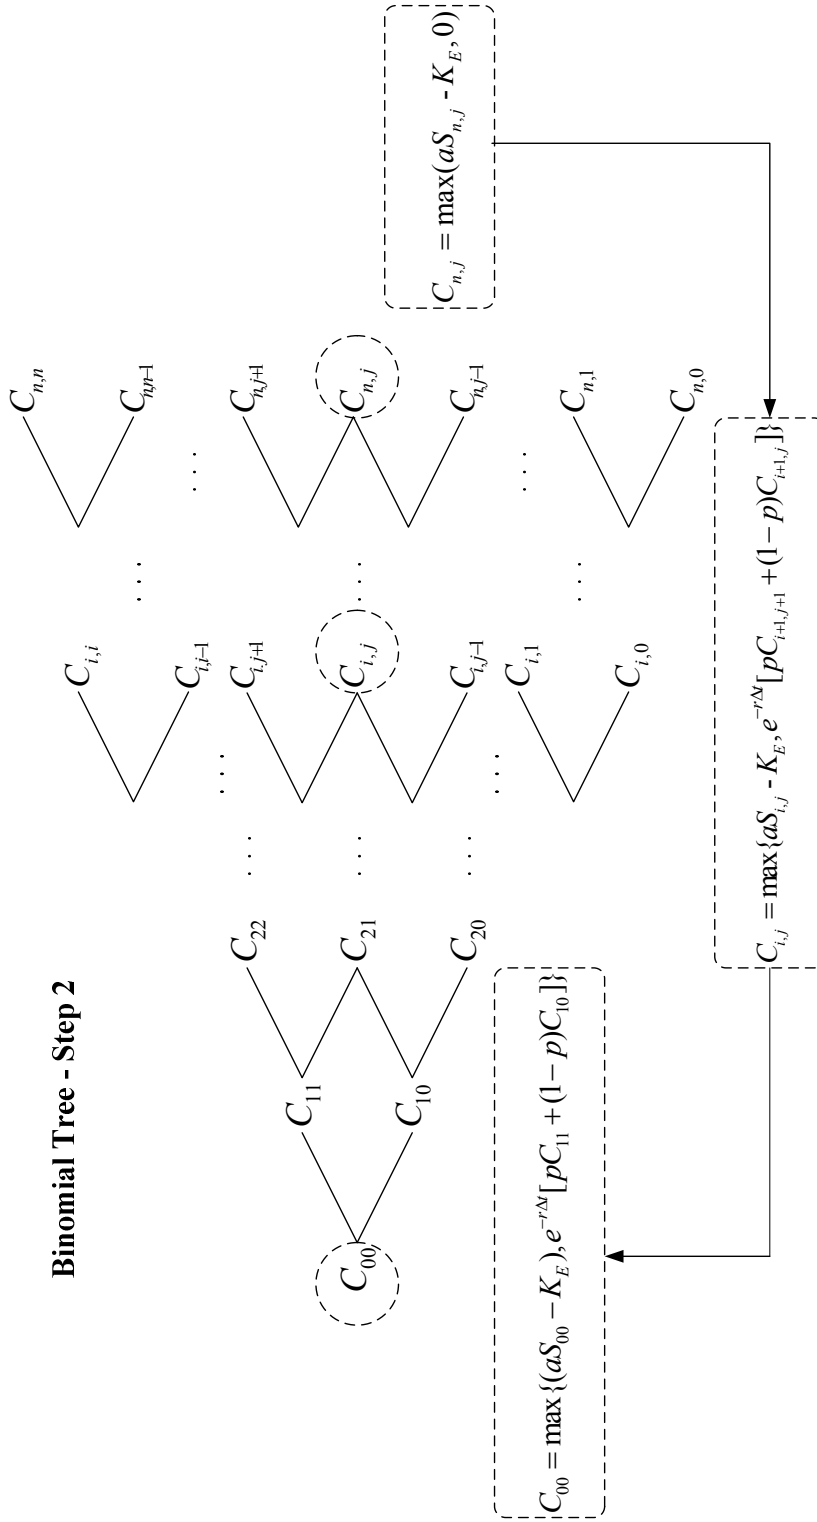 Binomial Tree - Step 2
C_{00}
C_{11}
C_{10}
C_{22}
C_{21}
C_{20}
C_{i,i}
C_{i,i-1}
C_{i,j+1}
C_{i,j}
C_{i,j-1}
C_{i,1}
C_{i,0}
C_{n,n}
C_{n,n-1}
C_{n,j+1}
C_{n,j}
C_{n,j-1}
C_{n,1}
C_{n,0}
C_{n,j} = max(aS_{n,j} - K_E, 0)
C_{i,j} = max{aS_{i,j} - K_E, e^{-rΔt}[pC_{i+1,j+1} + (1 - p)C_{i+1,j}]}
C_{00} = max{(aS_{00} - K_E), e^{-rΔt}[pC_{11} + (1 - p)C_{10}]}